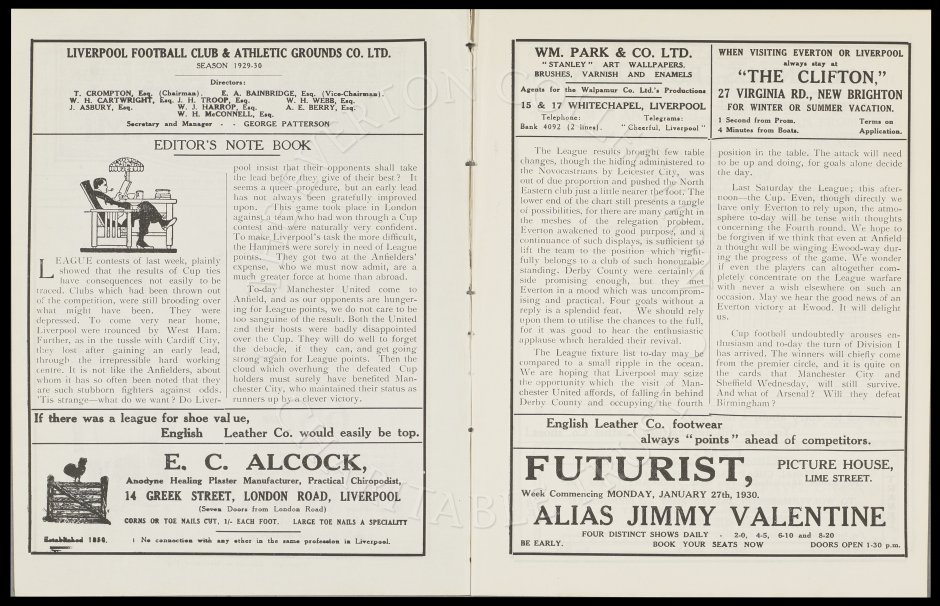 LIVERPOOL FOOTBALL CLUB & ATHLETIC GROUNDS CO. LTD.
SEASON 1929-30
Directors:
T. CROMPTON, Esq. (Chairman). E. A. BAINBRIDGE, Esq. (Vice-Chairman).
W. H. CARTWRIGHT, Esq. J. H. TROOP, Esq. W. H. WEBB, Esq.
J. ASBURY, Esq. W. J. HARROP, Esq. A. E. BERRY, Esq.
W. H. McCONNELL, Esq.
Secretary and Manager - - GEORGE PATTERSON
EDITOR'S NOTE BOOK
LEAGUE contests of week, plainly
showed that the results of Cup ties
have consequences not easily to be
traced. Clubs which had been thrown out
of the competition, were still brooding over
what might have been. They were
depressed. To come very near home,
Liverpool were trounced by West Ham.
Further, as in the tussle with Cardiff City,
they lost after gaining an early lead,
through the irrepressible hard working
centre. It is not like the Anfielders, about
whom it has so often been noted that they
are such stubborn fighters against odds.
'Tis strange—what do we want? Do Liver-
pool insist that their opponents shall take
the lead before they give of their best? It
seems a queer procedure, but an early lead
has not always been gratefully improved
upon. This game took place in London
against a team who had won through a Cup
contest and were naturally very confident.
To make Liverpool's task the more difficult,
the Hammers were sorely in need of League
points. They got two at the Anfielders'
expense, who we must now admit, are a
much greater force at home than abroad.
To-day Manchester United come to
Anfield, and as our opponents are hunger-
ing for League points, we do not care to be
too sanguine of the result. Both the United
and their hosts were badly disappointed
over the Cup. They will do well to forget
the debacle, if they can, and get going
strong again for League points. Then the
cloud which overhung the defeated Cup
holders must surely have benefited Man-
chester City, who maintained their status as
runners up by a clever victory.
If there was a league for shoe value,
English Leather Co. would easily be top.
E. C. ALCOCK,
Anodyne Healing Plaster Manufacturer, Practical Chiropodist,
14 GREEK STREET, LONDON ROAD, LIVERPOOL
(Seven Doors from London Road)
CORNS OR TOE NAILS CUT, 1/- EACH FOOT. LARGE TOE NAILS A SPECIALITY
Established 1850. : No connection with any other in the same profession in Liverpool.
WM. PARK & CO. LTD.
"STANLEY" ART WALLPAPERS.
BRUSHES, VARNISH AND ENAMELS
Agents for the Walpamur Co. Ltd.'s Productions
15 & 17 WHITECHAPEL, LIVERPOOL
Telephone: Telegrams:
Bank 4092 (2 lines). "Cheerful, Liverpool"
WHEN VISITING EVERTON OR LIVERPOOL
always stay at
"THE CLIFTON,"
27 VIRGINIA RD., NEW BRIGHTON
FOR WINTER OR SUMMER VACATION.
1 Second from Prom. Terms on
4 Minutes from Boats. Application.
The League results brought few table
changes, though the hiding administered to
the Novocastrians by Leicester City, was
out of due proportion and pushed the North
Eastern club just a little nearer the foot. The
lower end of the chart still presents a tangle
of possibilities, for there are many caught in
the meshes of the relegation problem.
Everton awakened to good purpose, and a
continuance of such displays, is sufficient to
lift the team to the position which right-
fully belongs to a club of such honourable
standing. Derby County were certainly a
side promising enough, but they met
Everton in a mood which was uncomprom-
ising and practical. Four goals without a
reply is a splendid feat. We should rely
upon them to utilise the chances to the full,
for it was good to hear the enthusiastic
applause which heralded their revival.
The League fixture list to-day may be
compared to a small ripple in the ocean.
We are hoping that Liverpool may seize
the opportunity which the visit of Man-
chester United affords, of falling in behind
Derby County and occupying the fourth
position in the table. The attack will need
to be up and doing, for goals alone decide
the day.
Last Saturday the League; this after-
noon—the Cup. Even, though directly we
have only Everton to rely upon, the atmo-
sphere to-day will be tense with thoughts
concerning the Fourth round. We hope to
be forgiven if we think that even at Anfield
a thought will be winging Ewood-way dur-
ing the progress of the game. We wonder
if even the players can altogether com-
pletely concentrate on the League warfare
with never a wish elsewhere on such an
occasion. May we hear the good news of an
Everton victory at Ewood. It will delight
us.
Cup football undoubtedly arouses en-
thusiasm and to-day the turn of Division I
has arrived. The winners will chiefly come
from the premier circle, and it is quite on
the cards that Manchester City and
Sheffield Wednesday, will still survive.
And what of Arsenal? Will they defeat
Birmingham?
English Leather Co. footwear
always "points" ahead of competitors.
FUTURIST, PICTURE HOUSE,
LIME STREET.
Week Commencing MONDAY, JANUARY 27th, 1930.
ALIAS JIMMY VALENTINE
FOUR DISTINCT SHOWS DAILY - 2-0, 4-5, 6-10 and 8-20
BE EARLY. BOOK YOUR SEATS NOW DOORS OPEN 1-30 p.m.